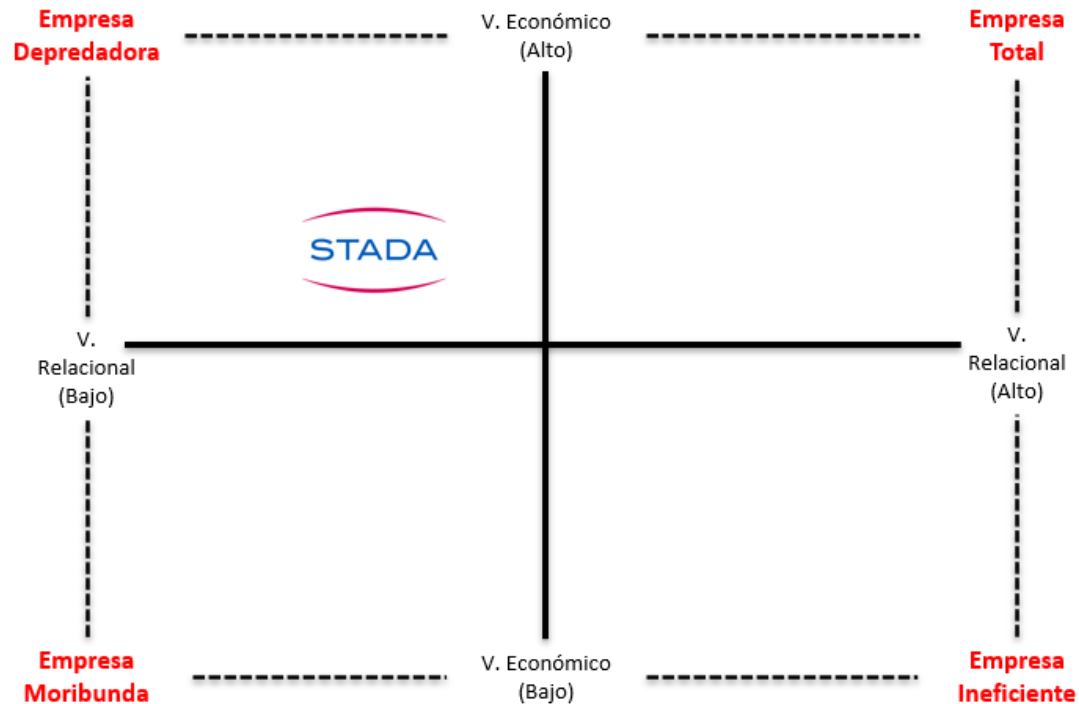 Empresa
Depredadora
V. Económico
(Alto)
Empresa
Total
STADA
V.
Relacional
(Bajo)
V.
Relacional
(Alto)
Empresa
Moribunda
V. Económico
(Bajo)
Empresa
Ineficiente